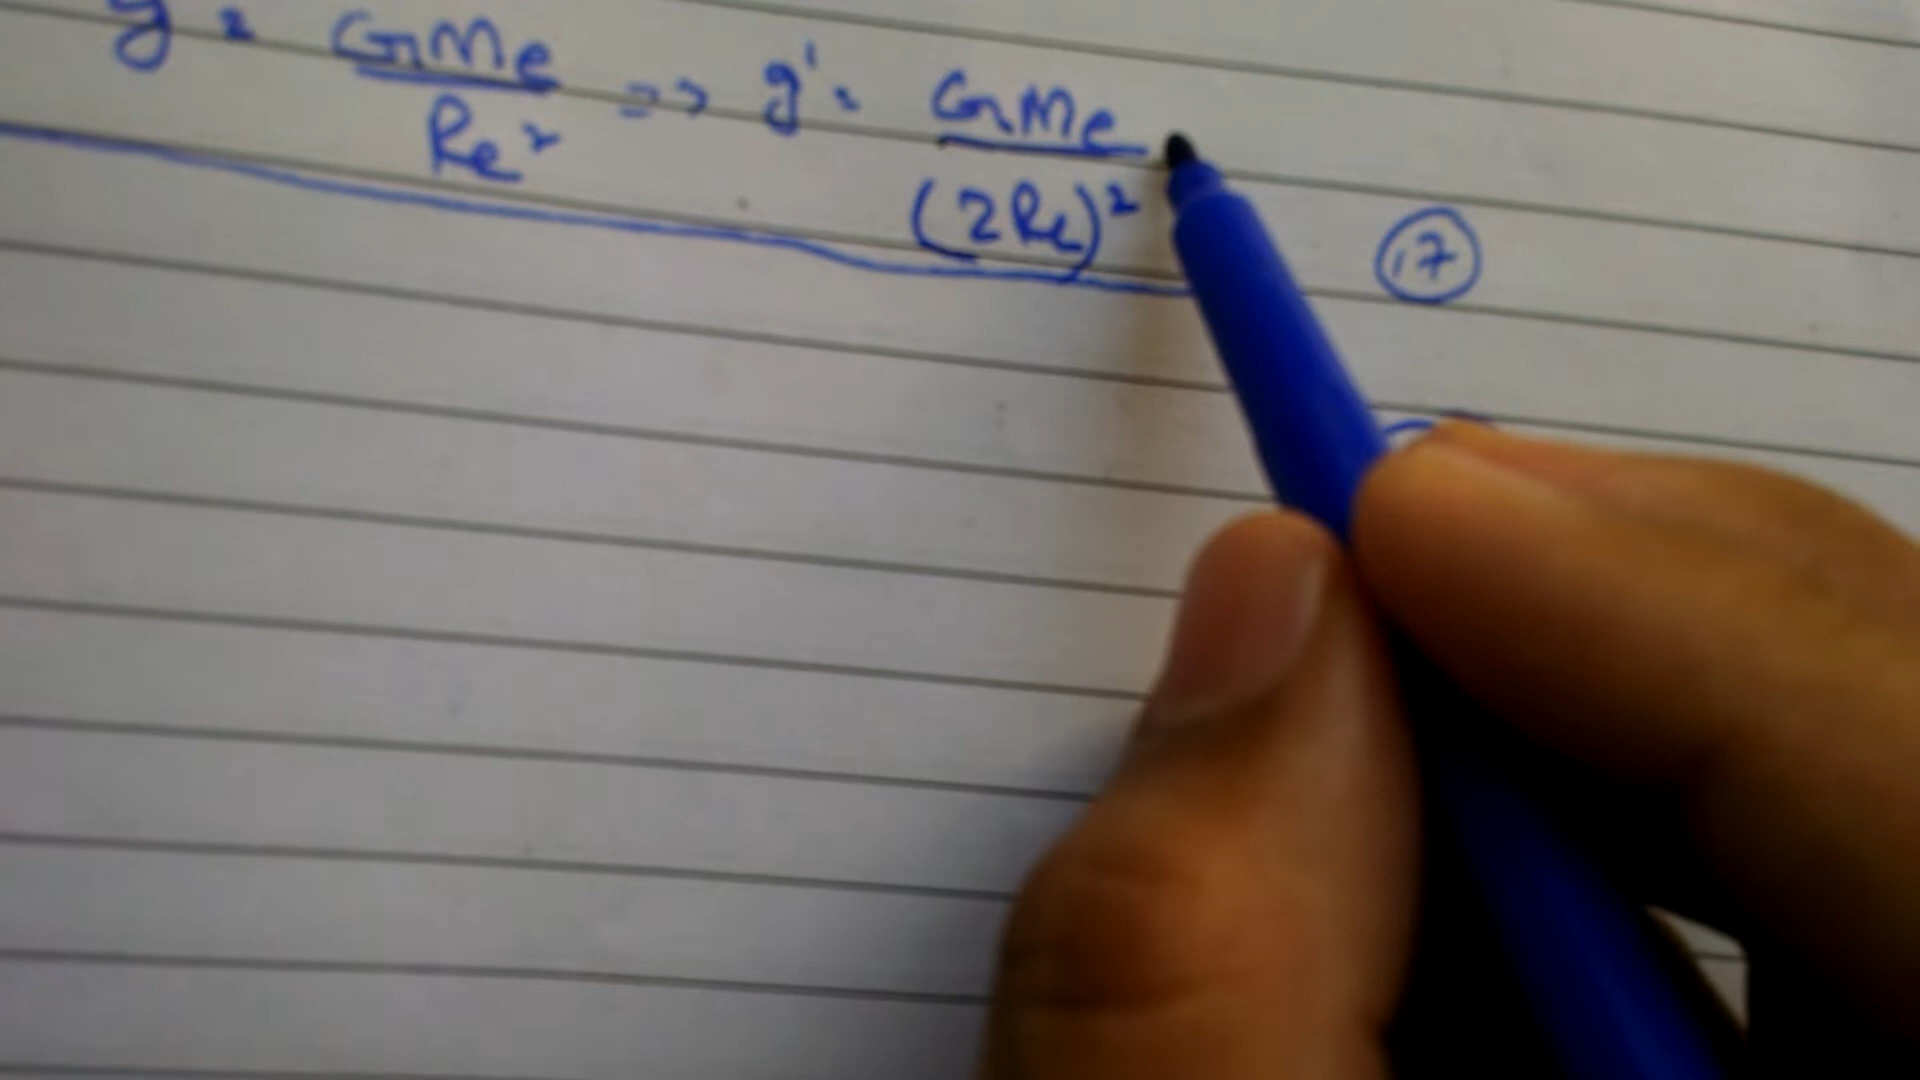 g = GMe/Re² => g' = GMe/(2Re)²
17